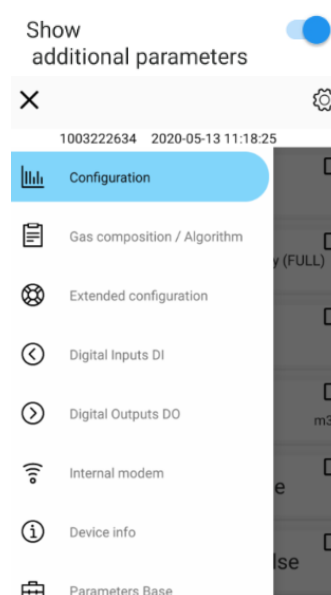 Show
additional parameters
1003222634 2020-05-13 11:18:25
Configuration
Gas composition / Algorithm
y (FULL)
Extended configuration
Digital Inputs DI
Digital Outputs DO
m3
Internal modem
e
Device info
lse
Parameters Base